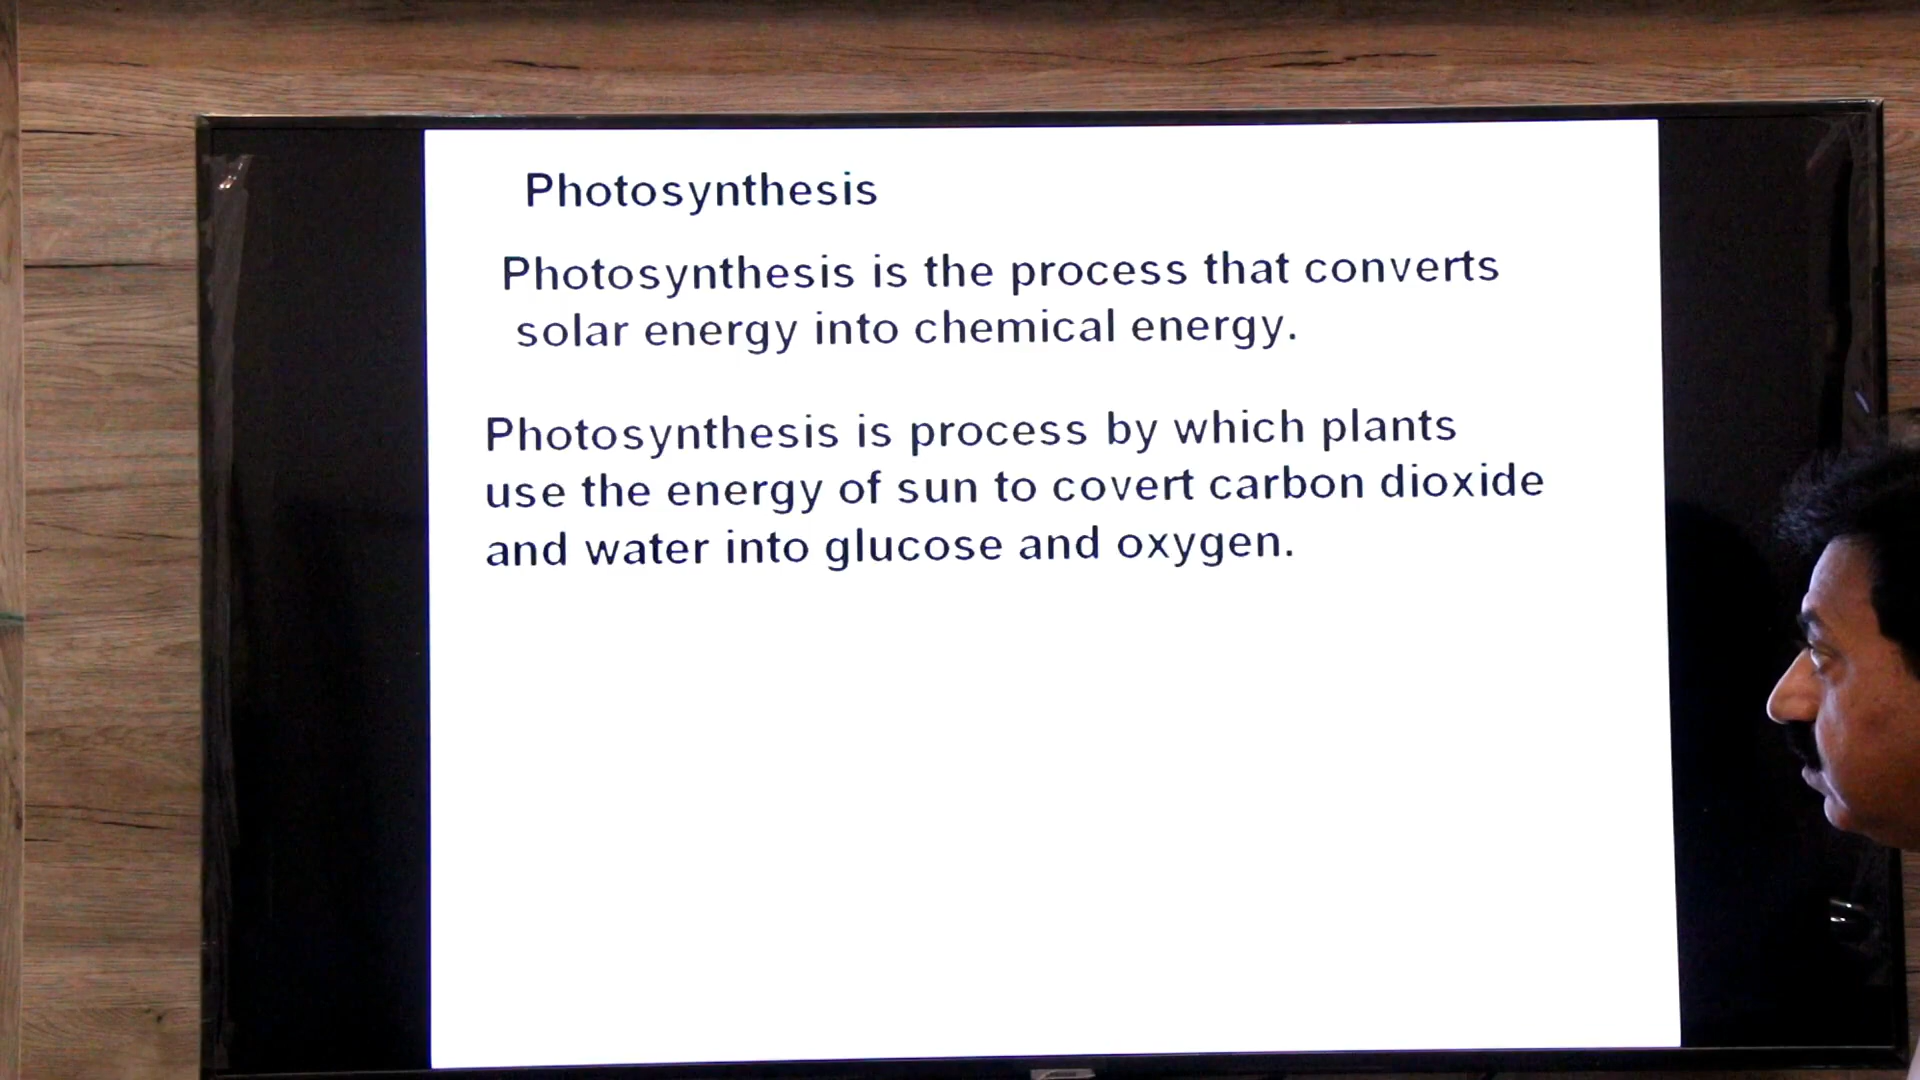 Photosynthesis
Photosynthesis is the process that converts
solar energy into chemical energy.
Photosynthesis is process by which plants
use the energy of sun to covert carbon dioxide
and water into glucose and oxygen.